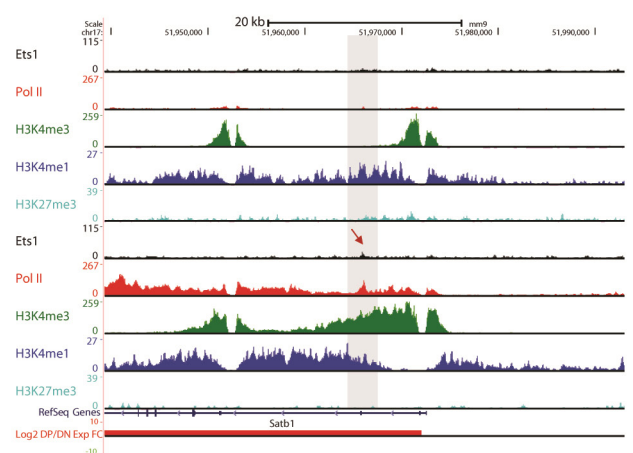 Scale 20 kb mm9
chr17: 51,950,000 51,960,000 51,970,000 51,980,000 51,990,000
115
Ets1
0
267
Pol II
0
259
H3K4me3
0
27
H3K4me1
0
39
H3K27me3
0
115
Ets1
0
267
Pol II
0
259
H3K4me3
0
27
H3K4me1
0
39
H3K27me3
0
RefSeq Genes
Satb1
10
Log2 DP/DN Exp FC
-10